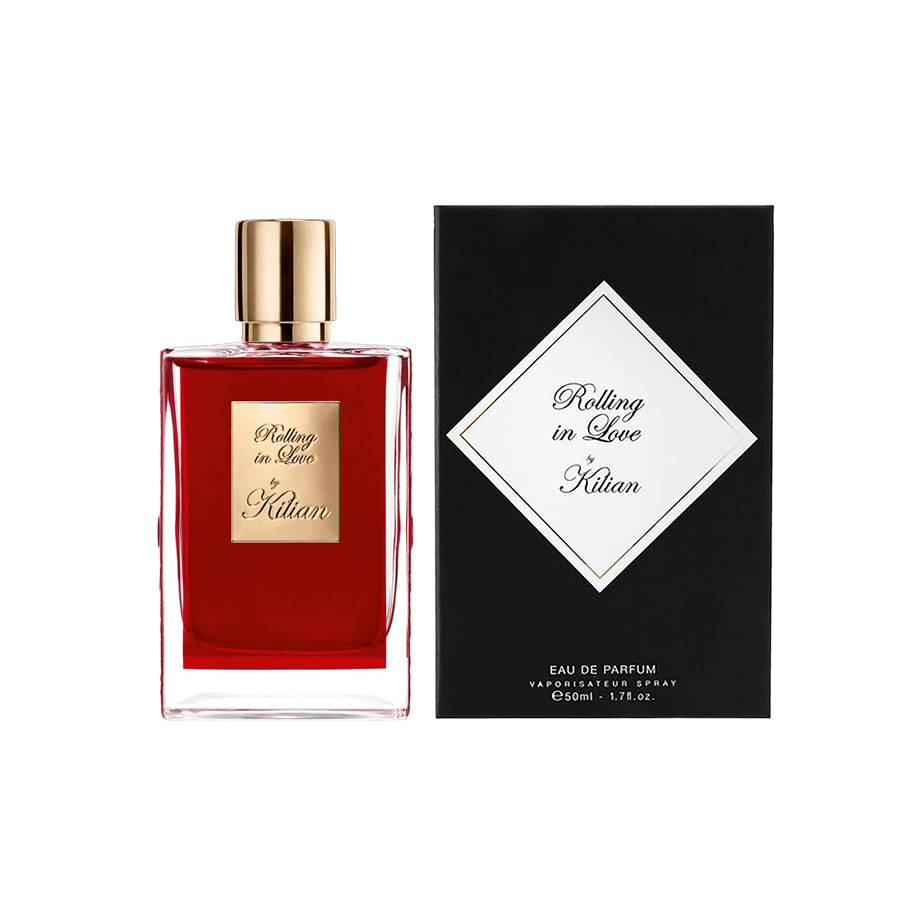 Rolling
in Love
by
Kilian
Rolling
in Love
by
Kilian
EAU DE PARFUM
VAPORISATEUR SPRAY
℮50ml - 1.7fl.oz.